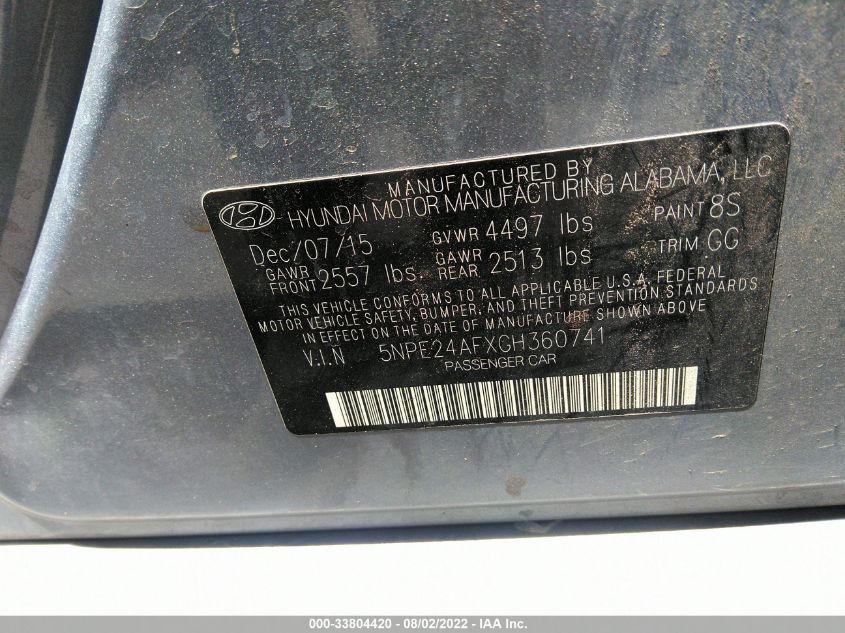 MANUFACTURED BY
HYUNDAI MOTOR MANUFACTURING ALABAMA, LLC
Dec/07/15 GVWR 4497 lbs PAINT 8S
GAWR FRONT 2557 lbs. GAWR REAR 2513 lbs TRIM GG
THIS VEHICLE CONFORMS TO ALL APPLICABLE U.S.A. FEDERAL
MOTOR VEHICLE SAFETY, BUMPER, AND THEFT PREVENTION STANDARDS
IN EFFECT ON THE DATE OF MANUFACTURE SHOWN ABOVE
V.I.N 5NPE24AFXGH360741
PASSENGER CAR
000-33804420 - 08/02/2022 - IAA Inc.